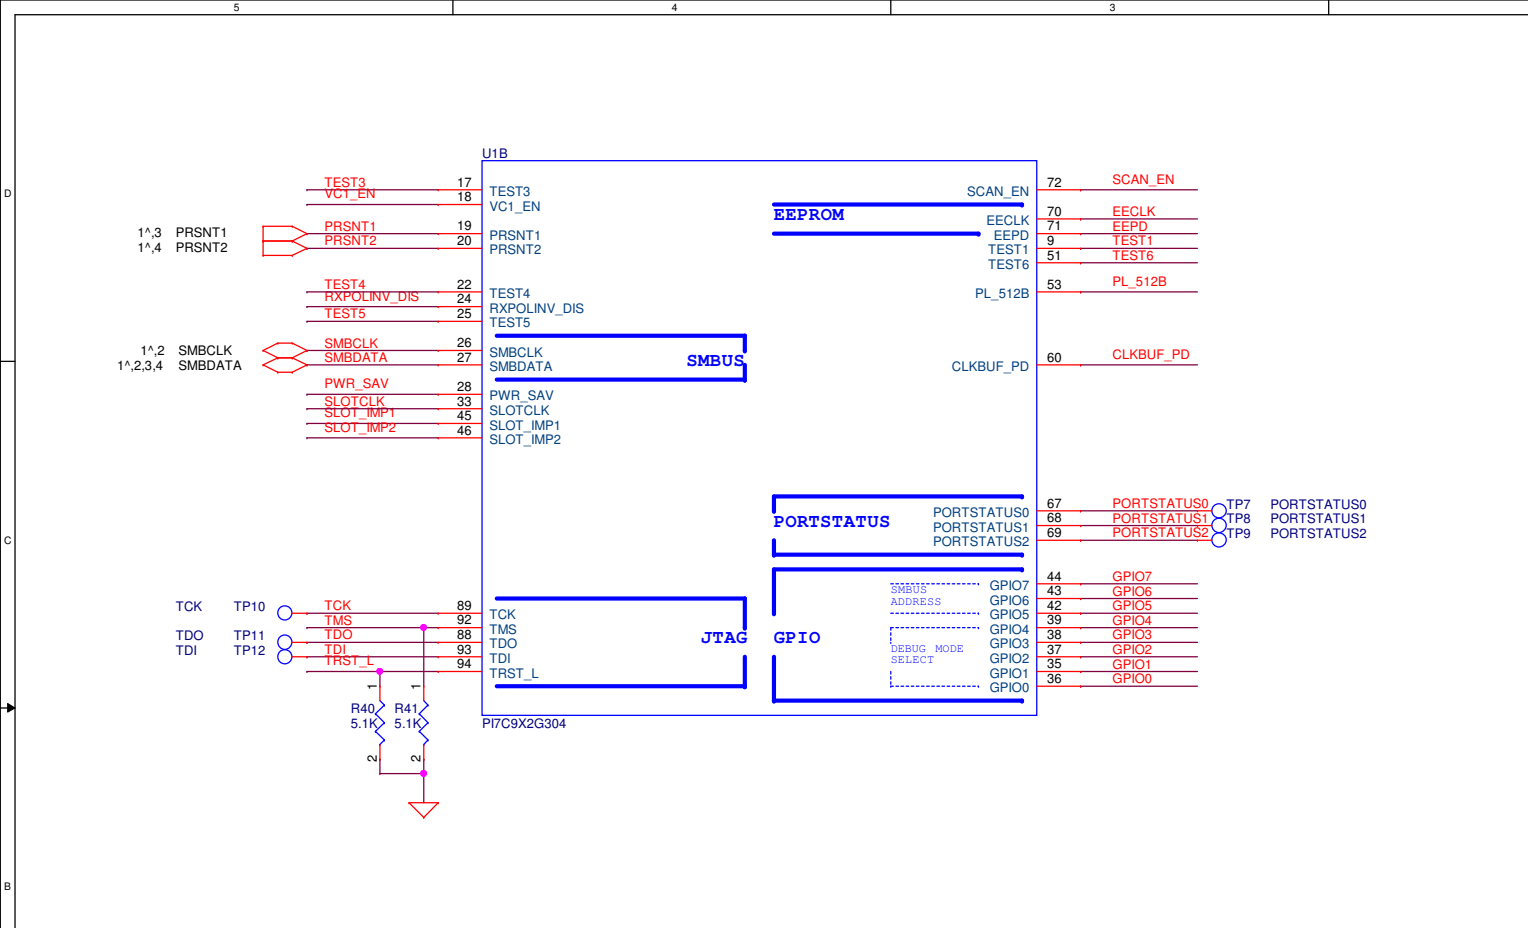 5 4 3
D
C
B
U1B
TEST3 17 TEST3
VC1_EN 18 VC1_EN
1^,3 PRSNT1 PRSNT1 19 PRSNT1
1^,4 PRSNT2 PRSNT2 20 PRSNT2
TEST4 22 TEST4
RXPOLINV_DIS 24 RXPOLINV_DIS
TEST5 25 TEST5
1^,2 SMBCLK SMBCLK 26 SMBCLK
1^,2,3,4 SMBDATA SMBDATA 27 SMBDATA
SMBUS
PWR_SAV 28 PWR_SAV
SLOTCLK 33 SLOTCLK
SLOT_IMP1 45 SLOT_IMP1
SLOT_IMP2 46 SLOT_IMP2
TCK TP10 TCK 89 TCK
TMS 92 TMS
TDO TP11 TDO 88 TDO
TDI TP12 TDI 93 TDI
TRST_L 94 TRST_L
JTAG
SCAN_EN 72 SCAN_EN
EEPROM
EECLK 70 EECLK
EEPD 71 EEPD
TEST1 9 TEST1
TEST6 51 TEST6
PL_512B 53 PL_512B
CLKBUF_PD 60 CLKBUF_PD
PORTSTATUS
PORTSTATUS0 67 PORTSTATUS0 TP7 PORTSTATUS0
PORTSTATUS1 68 PORTSTATUS1 TP8 PORTSTATUS1
PORTSTATUS2 69 PORTSTATUS2 TP9 PORTSTATUS2
GPIO
SMBUS
ADDRESS
DEBUG MODE
SELECT
GPIO7 44 GPIO7
GPIO6 43 GPIO6
GPIO5 42 GPIO5
GPIO4 39 GPIO4
GPIO3 38 GPIO3
GPIO2 37 GPIO2
GPIO1 35 GPIO1
GPIO0 36 GPIO0
1 1
R40 R41
5.1K 5.1K
2 2
PI7C9X2G304